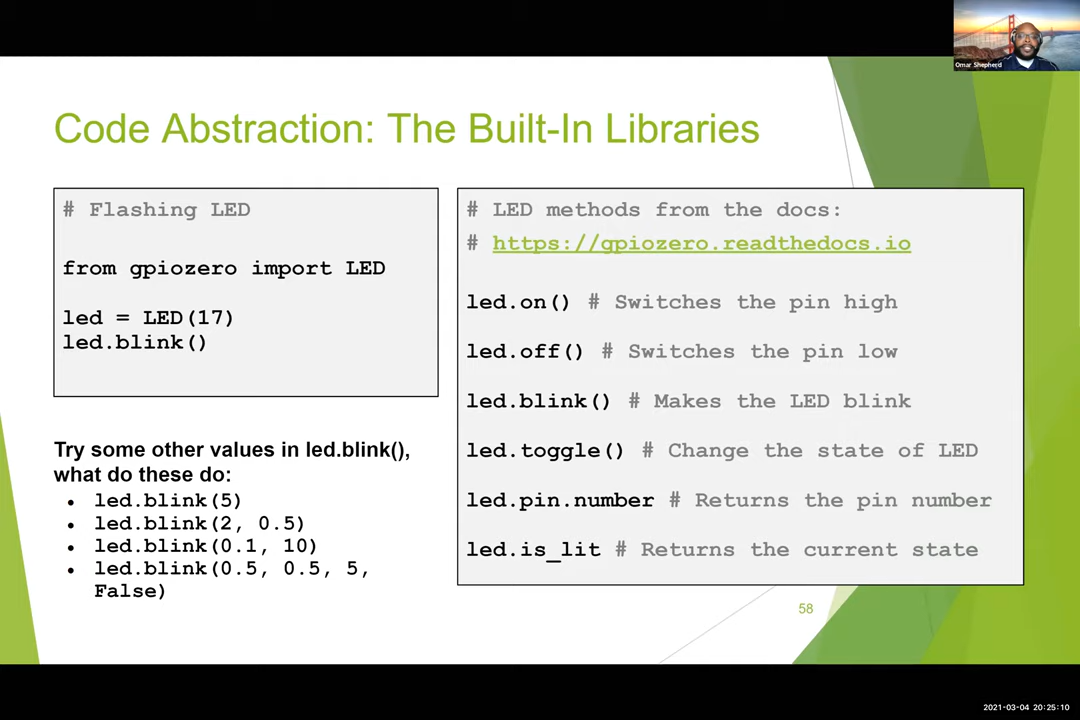 Omar Shepherd
Code Abstraction: The Built-In Libraries
# Flashing LED
from gpiozero import LED
led = LED(17)
led.blink()
Try some other values in led.blink(),
what do these do:
• led.blink(5)
• led.blink(2, 0.5)
• led.blink(0.1, 10)
• led.blink(0.5, 0.5, 5,
False)
# LED methods from the docs:
# https://gpiozero.readthedocs.io
led.on() # Switches the pin high
led.off() # Switches the pin low
led.blink() # Makes the LED blink
led.toggle() # Change the state of LED
led.pin.number # Returns the pin number
led.is_lit # Returns the current state
58
2021-03-04 20:25:10